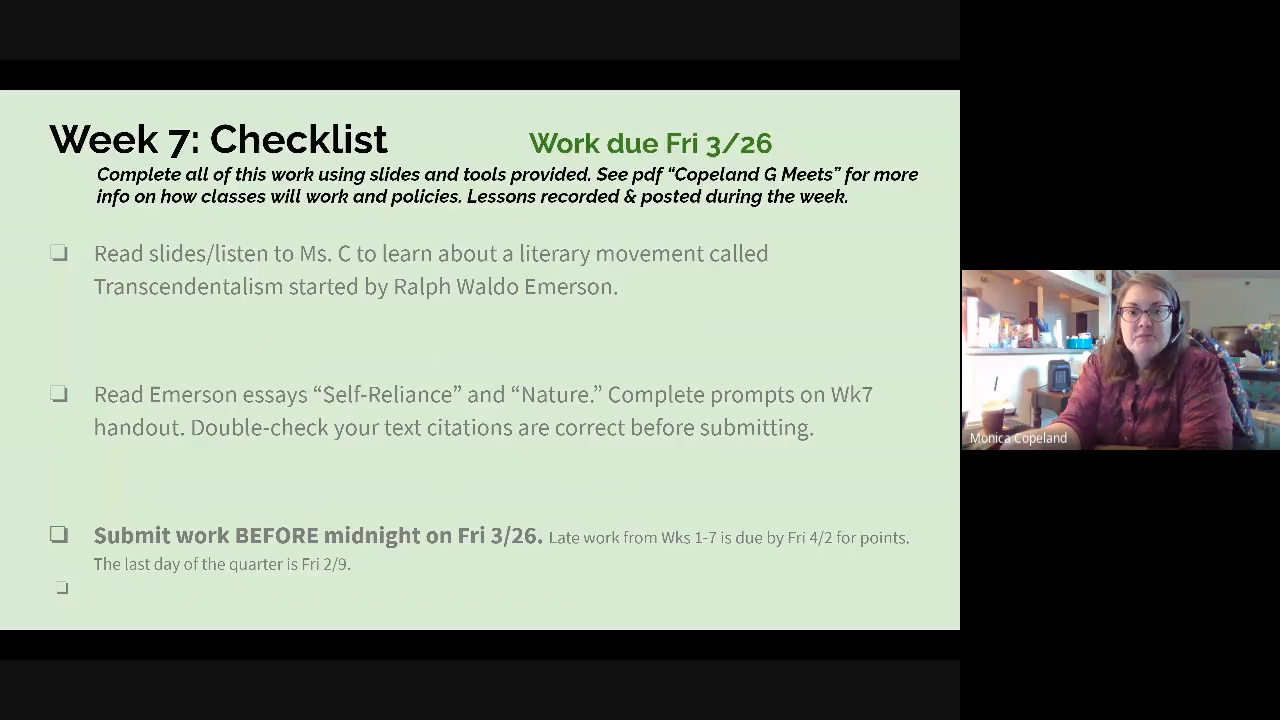 Week 7: Checklist
Work due Fri 3/26
Complete all of this work using slides and tools provided. See pdf “Copeland G Meets” for more
info on how classes will work and policies. Lessons recorded & posted during the week.
Read slides/listen to Ms. C to learn about a literary movement called
Transcendentalism started by Ralph Waldo Emerson.
Read Emerson essays “Self-Reliance” and “Nature.” Complete prompts on Wk7
handout. Double-check your text citations are correct before submitting.
Submit work BEFORE midnight on Fri 3/26. Late work from Wks 1-7 is due by Fri 4/2 for points.
The last day of the quarter is Fri 2/9.
Monica Copeland